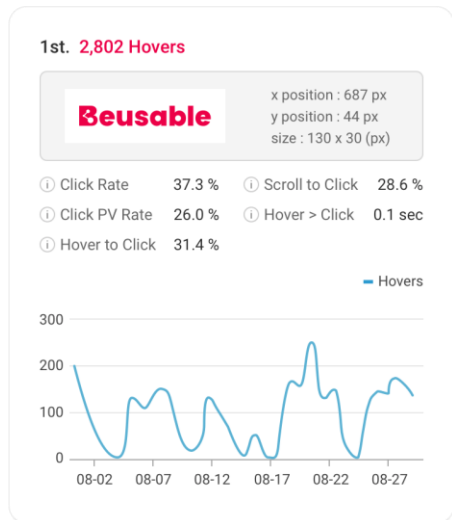 1st. 2,802 Hovers
Beusable
x position : 687 px
y position : 44 px
size : 130 x 30 (px)
Click Rate 37.3 % Scroll to Click 28.6 %
Click PV Rate 26.0 % Hover > Click 0.1 sec
Hover to Click 31.4 %
Hovers
300
200
100
0
08-02 08-07 08-12 08-17 08-22 08-27